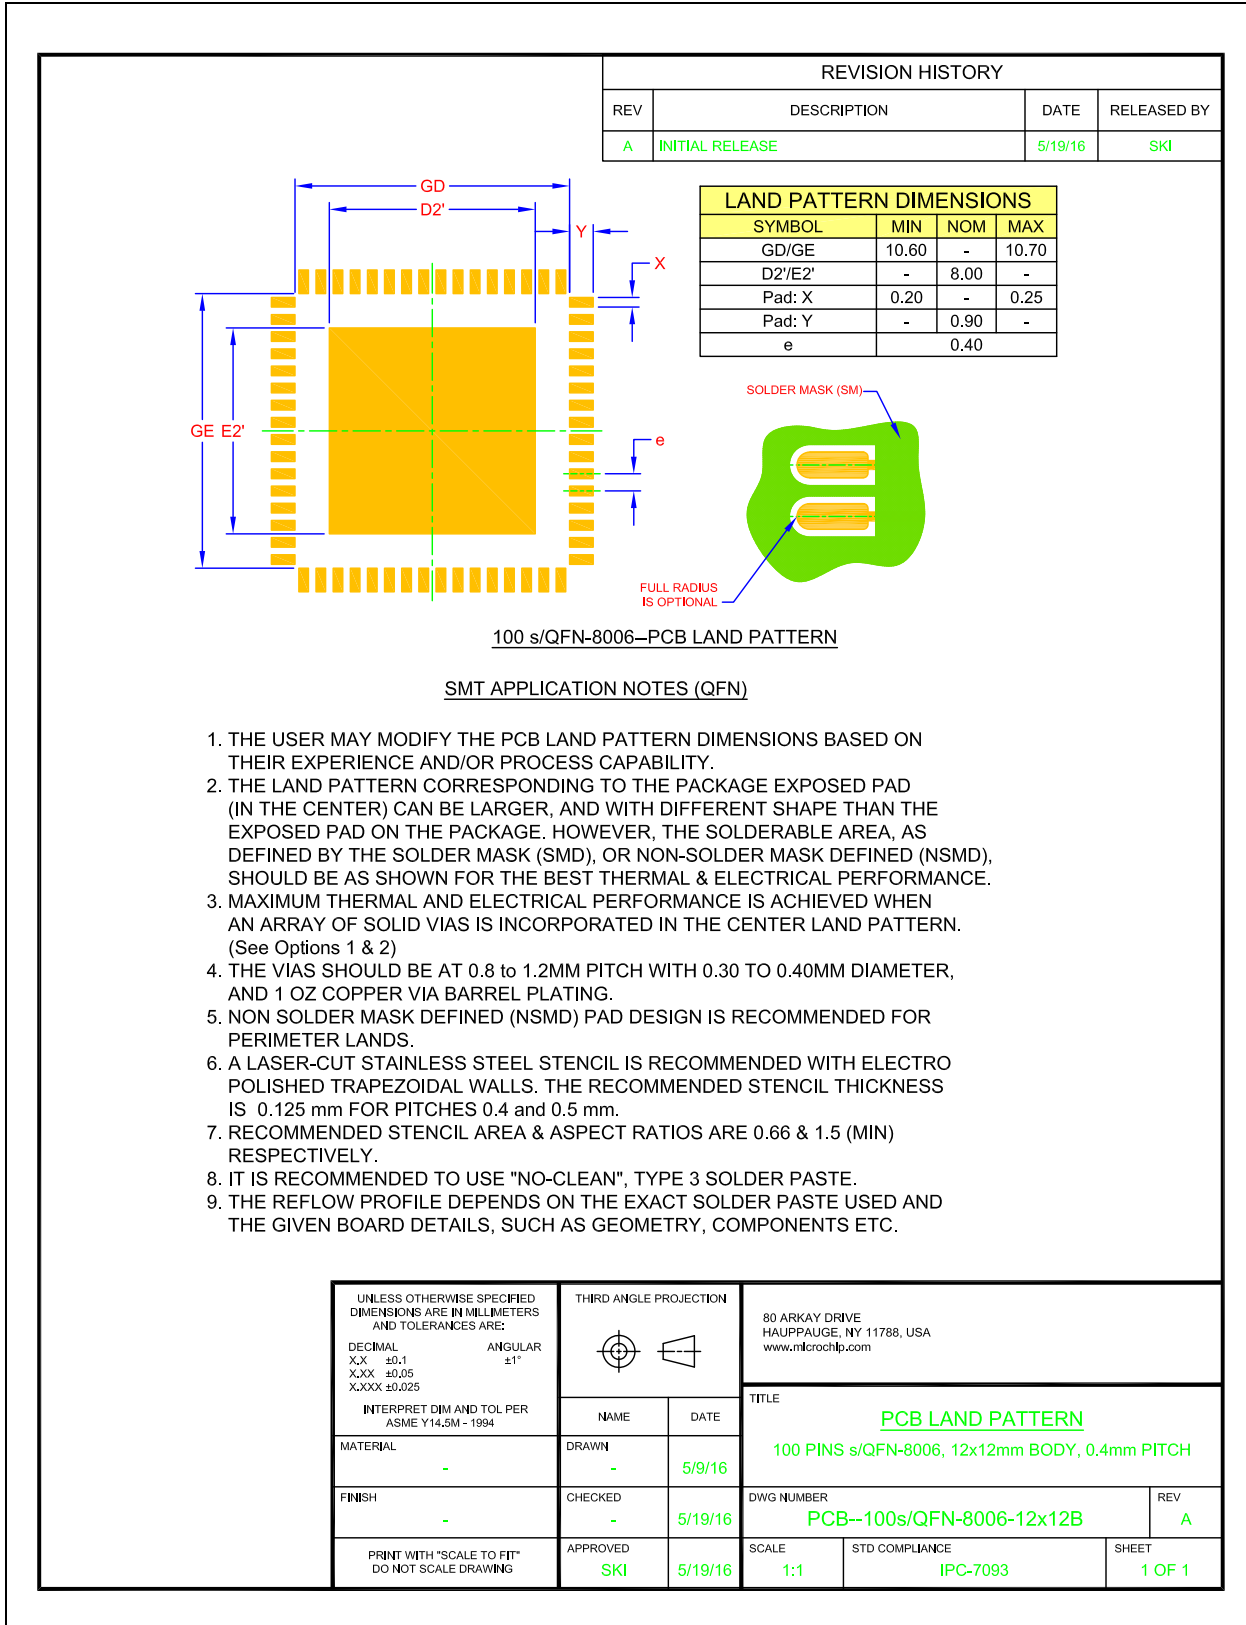 REVISION HISTORY
REV DESCRIPTION DATE RELEASED BY
A INITIAL RELEASE 5/19/16 SKI
GD
D2'
Y
X
GE E2'
e
LAND PATTERN DIMENSIONS
SYMBOL MIN NOM MAX
GD/GE 10.60 - 10.70
D2'/E2' - 8.00 -
Pad: X 0.20 - 0.25
Pad: Y - 0.90 -
e 0.40
SOLDER MASK (SM)
FULL RADIUS
IS OPTIONAL
100 s/QFN-8006–PCB LAND PATTERN
SMT APPLICATION NOTES (QFN)
1. THE USER MAY MODIFY THE PCB LAND PATTERN DIMENSIONS BASED ON
THEIR EXPERIENCE AND/OR PROCESS CAPABILITY.
2. THE LAND PATTERN CORRESPONDING TO THE PACKAGE EXPOSED PAD
(IN THE CENTER) CAN BE LARGER, AND WITH DIFFERENT SHAPE THAN THE
EXPOSED PAD ON THE PACKAGE. HOWEVER, THE SOLDERABLE AREA, AS
DEFINED BY THE SOLDER MASK (SMD), OR NON-SOLDER MASK DEFINED (NSMD),
SHOULD BE AS SHOWN FOR THE BEST THERMAL & ELECTRICAL PERFORMANCE.
3. MAXIMUM THERMAL AND ELECTRICAL PERFORMANCE IS ACHIEVED WHEN
AN ARRAY OF SOLID VIAS IS INCORPORATED IN THE CENTER LAND PATTERN.
(See Options 1 & 2)
4. THE VIAS SHOULD BE AT 0.8 to 1.2MM PITCH WITH 0.30 TO 0.40MM DIAMETER,
AND 1 OZ COPPER VIA BARREL PLATING.
5. NON SOLDER MASK DEFINED (NSMD) PAD DESIGN IS RECOMMENDED FOR
PERIMETER LANDS.
6. A LASER-CUT STAINLESS STEEL STENCIL IS RECOMMENDED WITH ELECTRO
POLISHED TRAPEZOIDAL WALLS. THE RECOMMENDED STENCIL THICKNESS
IS 0.125 mm FOR PITCHES 0.4 and 0.5 mm.
7. RECOMMENDED STENCIL AREA & ASPECT RATIOS ARE 0.66 & 1.5 (MIN)
RESPECTIVELY.
8. IT IS RECOMMENDED TO USE "NO-CLEAN", TYPE 3 SOLDER PASTE.
9. THE REFLOW PROFILE DEPENDS ON THE EXACT SOLDER PASTE USED AND
THE GIVEN BOARD DETAILS, SUCH AS GEOMETRY, COMPONENTS ETC.
UNLESS OTHERWISE SPECIFIED
DIMENSIONS ARE IN MILLIMETERS
AND TOLERANCES ARE:
DECIMAL ANGULAR
X.X ±0.1 ±1°
X.XX ±0.05
X.XXX ±0.025
INTERPRET DIM AND TOL PER
ASME Y14.5M - 1994
MATERIAL
-
FINISH
-
PRINT WITH "SCALE TO FIT"
DO NOT SCALE DRAWING
THIRD ANGLE PROJECTION
NAME DATE
DRAWN
- 5/9/16
CHECKED
- 5/19/16
APPROVED
SKI 5/19/16
80 ARKAY DRIVE
HAUPPAUGE, NY 11788, USA
www.microchip.com
TITLE
PCB LAND PATTERN
100 PINS s/QFN-8006, 12x12mm BODY, 0.4mm PITCH
DWG NUMBER REV
PCB--100s/QFN-8006-12x12B A
SCALE STD COMPLIANCE SHEET
1:1 IPC-7093 1 OF 1